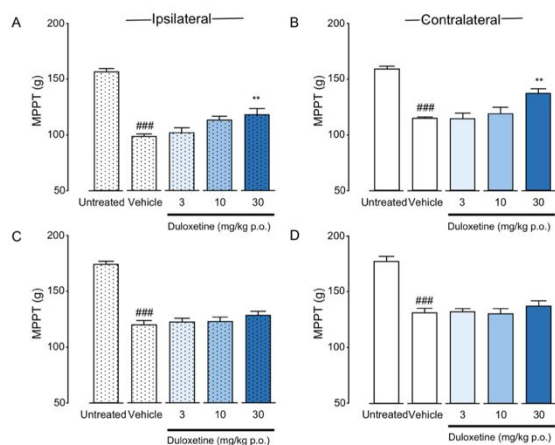 Ipsilateral
Contralateral
A
200
150
100
50
MPPT (g)
###
**
Untreated Vehicle 3 10 30
Duloxetine (mg/kg p.o.)
B
200
150
100
50
MPPT (g)
###
**
Untreated Vehicle 3 10 30
Duloxetine (mg/kg p.o.)
C
200
150
100
50
MPPT (g)
###
Untreated Vehicle 3 10 30
Duloxetine (mg/kg p.o.)
D
200
150
100
50
MPPT (g)
###
Untreated Vehicle 3 10 30
Duloxetine (mg/kg p.o.)